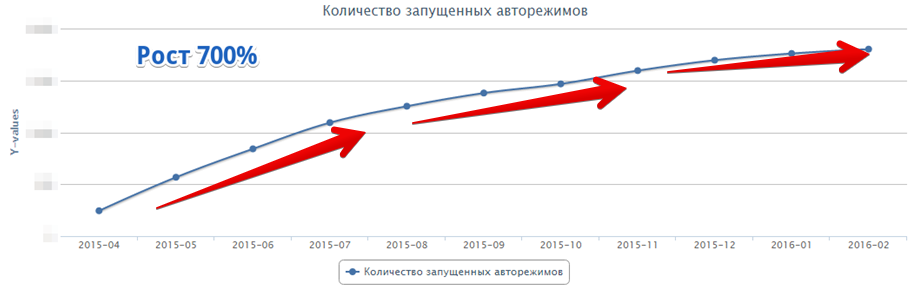 Количество запущенных авторежимов
Рост 700%
Y-values
2015-04 2015-05 2015-06 2015-07 2015-08 2015-09 2015-10 2015-11 2015-12 2016-01 2016-02
Количество запущенных авторежимов